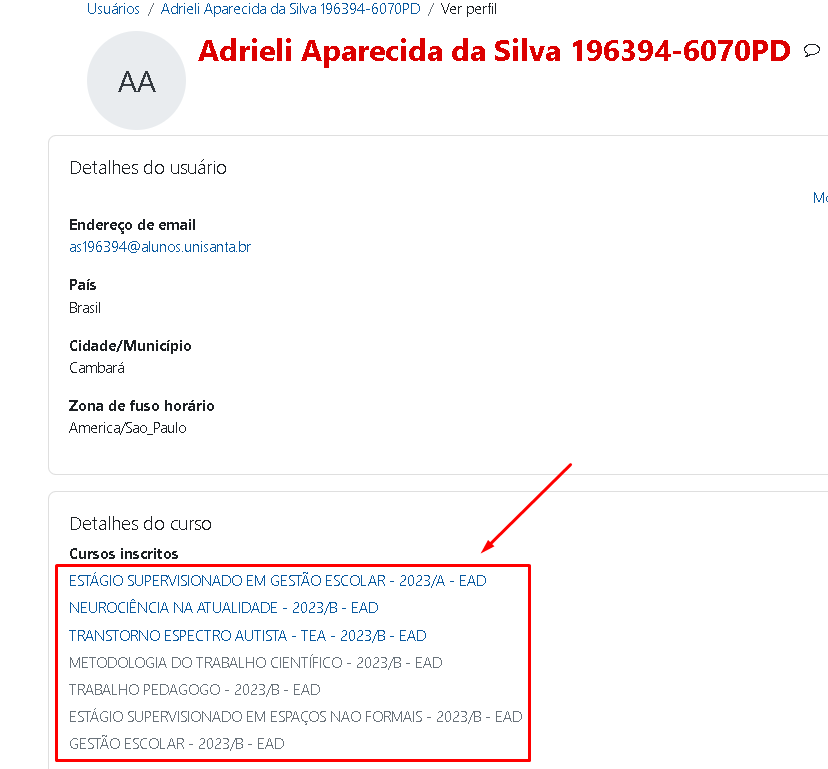 Usuários / Adrieli Aparecida da Silva 196394-6070PD / Ver perfil
AA
Adrieli Aparecida da Silva 196394-6070PD
Detalhes do usuário
Endereço de email
as196394@alunos.unisanta.br
País
Brasil
Cidade/Município
Cambará
Zona de fuso horário
America/Sao_Paulo
Detalhes do curso
Cursos inscritos
ESTÁGIO SUPERVISIONADO EM GESTÃO ESCOLAR - 2023/A - EAD
NEUROCIÊNCIA NA ATUALIDADE - 2023/B - EAD
TRANSTORNO ESPECTRO AUTISTA - TEA - 2023/B - EAD
METODOLOGIA DO TRABALHO CIENTÍFICO - 2023/B - EAD
TRABALHO PEDAGOGO - 2023/B - EAD
ESTÁGIO SUPERVISIONADO EM ESPAÇOS NAO FORMAIS - 2023/B - EAD
GESTÃO ESCOLAR - 2023/B - EAD